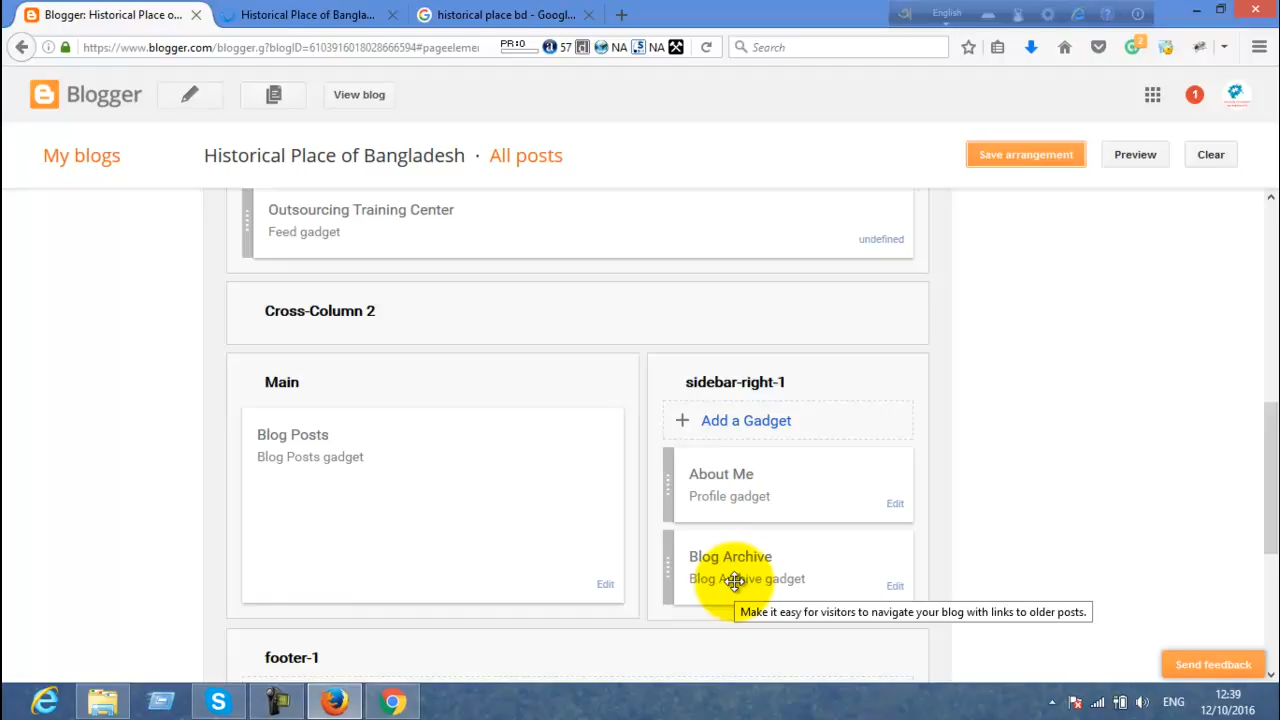 Blogger: Historical Place o...
Historical Place of Bangla...
historical place bd - Googl...
English
https://www.blogger.com/blogger.g?blogID=6103916018028666594#pageelemei
PR:0
57
NA
NA
Search
2
Blogger
View blog
1
My blogs
Historical Place of Bangladesh · All posts
Save arrangement
Preview
Clear
Outsourcing Training Center
Feed gadget
undefined
Cross-Column 2
Main
sidebar-right-1
+ Add a Gadget
Blog Posts
Blog Posts gadget
Edit
About Me
Profile gadget
Edit
Blog Archive
Blog Archive gadget
Edit
Make it easy for visitors to navigate your blog with links to older posts.
footer-1
Send feedback
ENG
12:39
12/10/2016